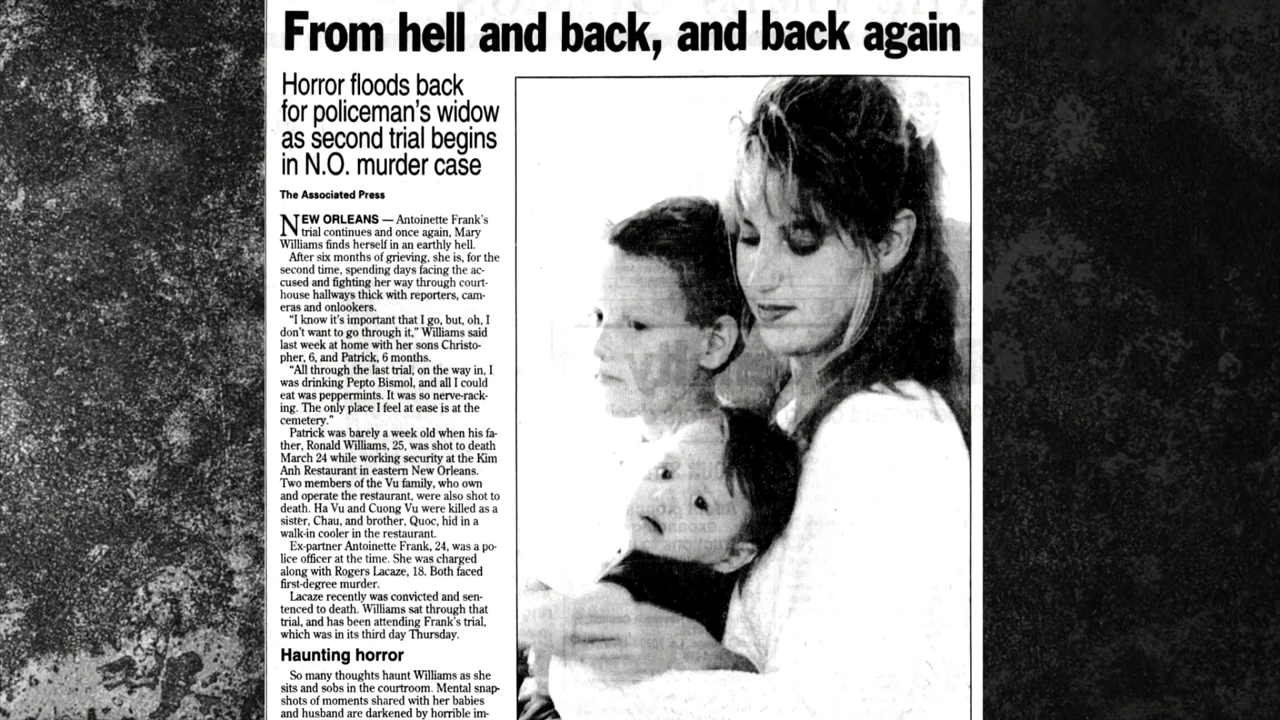 From hell and back, and back again
Horror floods back
for policeman's widow
as second trial begins
in N.O. murder case
The Associated Press
NEW ORLEANS — Antoinette Frank's
trial continues and once again, Mary
Williams finds herself in an earthly hell.
After six months of grieving, she is, for the
second time, spending days facing the ac-
cused and fighting her way through court-
house hallways thick with reporters, cam-
eras and onlookers.
"I know it's important that I go, but, oh, I
don't want to go through it," Williams said
last week at home with her sons Christo-
pher, 6, and Patrick, 6 months.
"All through the last trial, on the way in, I
was drinking Pepto Bismol, and all I could
eat was peppermints. It was so nerve-rack-
ing. The only place I feel at ease is at the
cemetery."
Patrick was barely a week old when his fa-
ther, Ronald Williams, 25, was shot to death
March 24 while working security at the Kim
Anh Restaurant in eastern New Orleans.
Two members of the Vu family, who own
and operate the restaurant, were also shot to
death. Ha Vu and Cuong Vu were killed as a
sister, Chau, and brother, Quoc, hid in a
walk-in cooler in the restaurant.
Ex-partner Antoinette Frank, 24, was a po-
lice officer at the time. She was charged
along with Rogers Lacaze, 18. Both faced
first-degree murder.
Lacaze recently was convicted and sen-
tenced to death. Williams sat through that
trial, and has been attending Frank's trial,
which was in its third day Thursday.
Haunting horror
So many thoughts haunt Williams as she
sits and sobs in the courtroom. Mental snap-
shots of moments shared with her babies
and husband are darkened by horrible im-